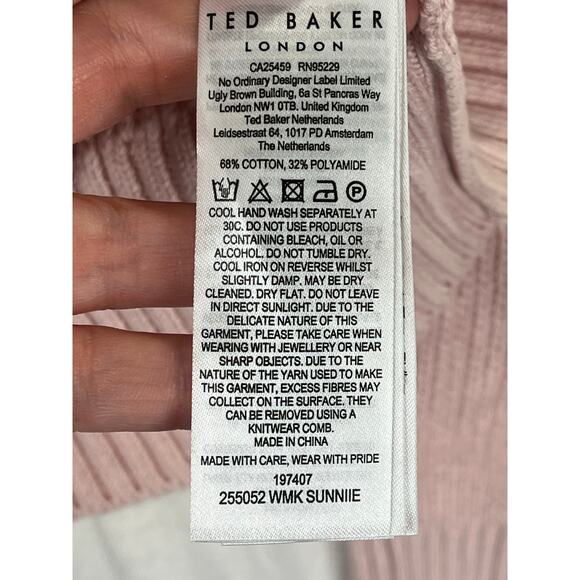 TED BAKER
LONDON
CA25459 RN95229
No Ordinary Designer Label Limited
Ugly Brown Building, 6a St Pancras Way
London NW1 0TB. United Kingdom
Ted Baker Netherlands
Leidsestraat 64, 1017 PD Amsterdam
The Netherlands
68% COTTON, 32% POLYAMIDE
P
COOL HAND WASH SEPARATELY AT
30C. DO NOT USE PRODUCTS
CONTAINING BLEACH, OIL OR
ALCOHOL. DO NOT TUMBLE DRY.
COOL IRON ON REVERSE WHILST
SLIGHTLY DAMP. MAY BE DRY
CLEANED. DRY FLAT. DO NOT LEAVE
IN DIRECT SUNLIGHT. DUE TO THE
DELICATE NATURE OF THIS
GARMENT, PLEASE TAKE CARE WHEN
WEARING WITH JEWELLERY OR NEAR
SHARP OBJECTS. DUE TO THE
NATURE OF THE YARN USED TO MAKE
THIS GARMENT, EXCESS FIBRES MAY
COLLECT ON THE SURFACE. THEY
CAN BE REMOVED USING A
KNITWEAR COMB.
MADE IN CHINA
MADE WITH CARE, WEAR WITH PRIDE
197407
255052 WMK SUNNIIE